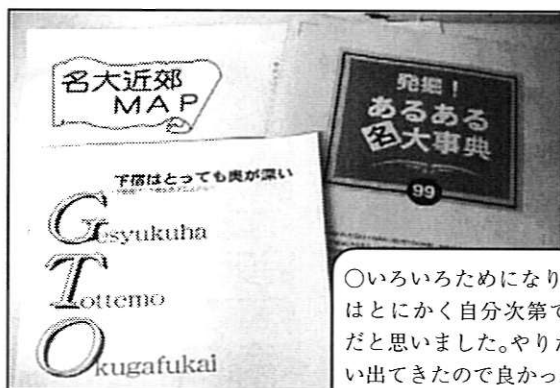 名大近郊
MAP
発掘!
あるある
名大事典
99
下宿はとっても奥が深い
Gesyukuha
Tottemo
Okugafukai
○いろいろためになり
はとにかく自分次第で
だと思いました。やりた
い出てきたので良かっ